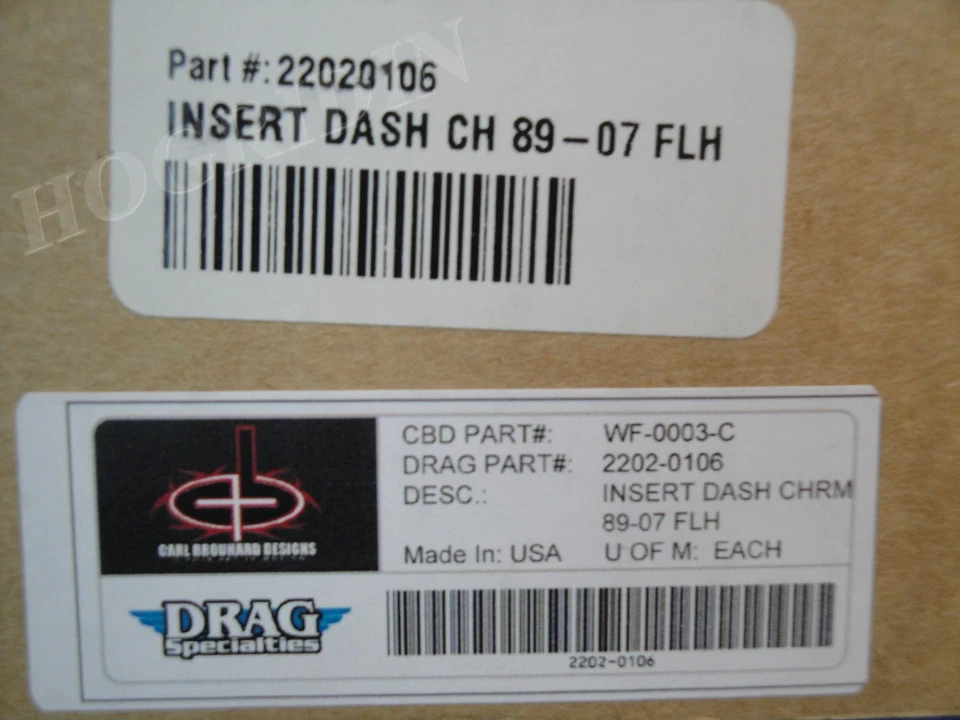 Part #: 22020106
INSERT DASH CH 89-07 FLH
CBD PART#: WF-0003-C
DRAG PART#: 2202-0106
DESC.: INSERT DASH CHRM
89-07 FLH
Made In: USA U OF M: EACH
CARL BROUHARD DESIGNS
DRAG
Specialties
2202-0106